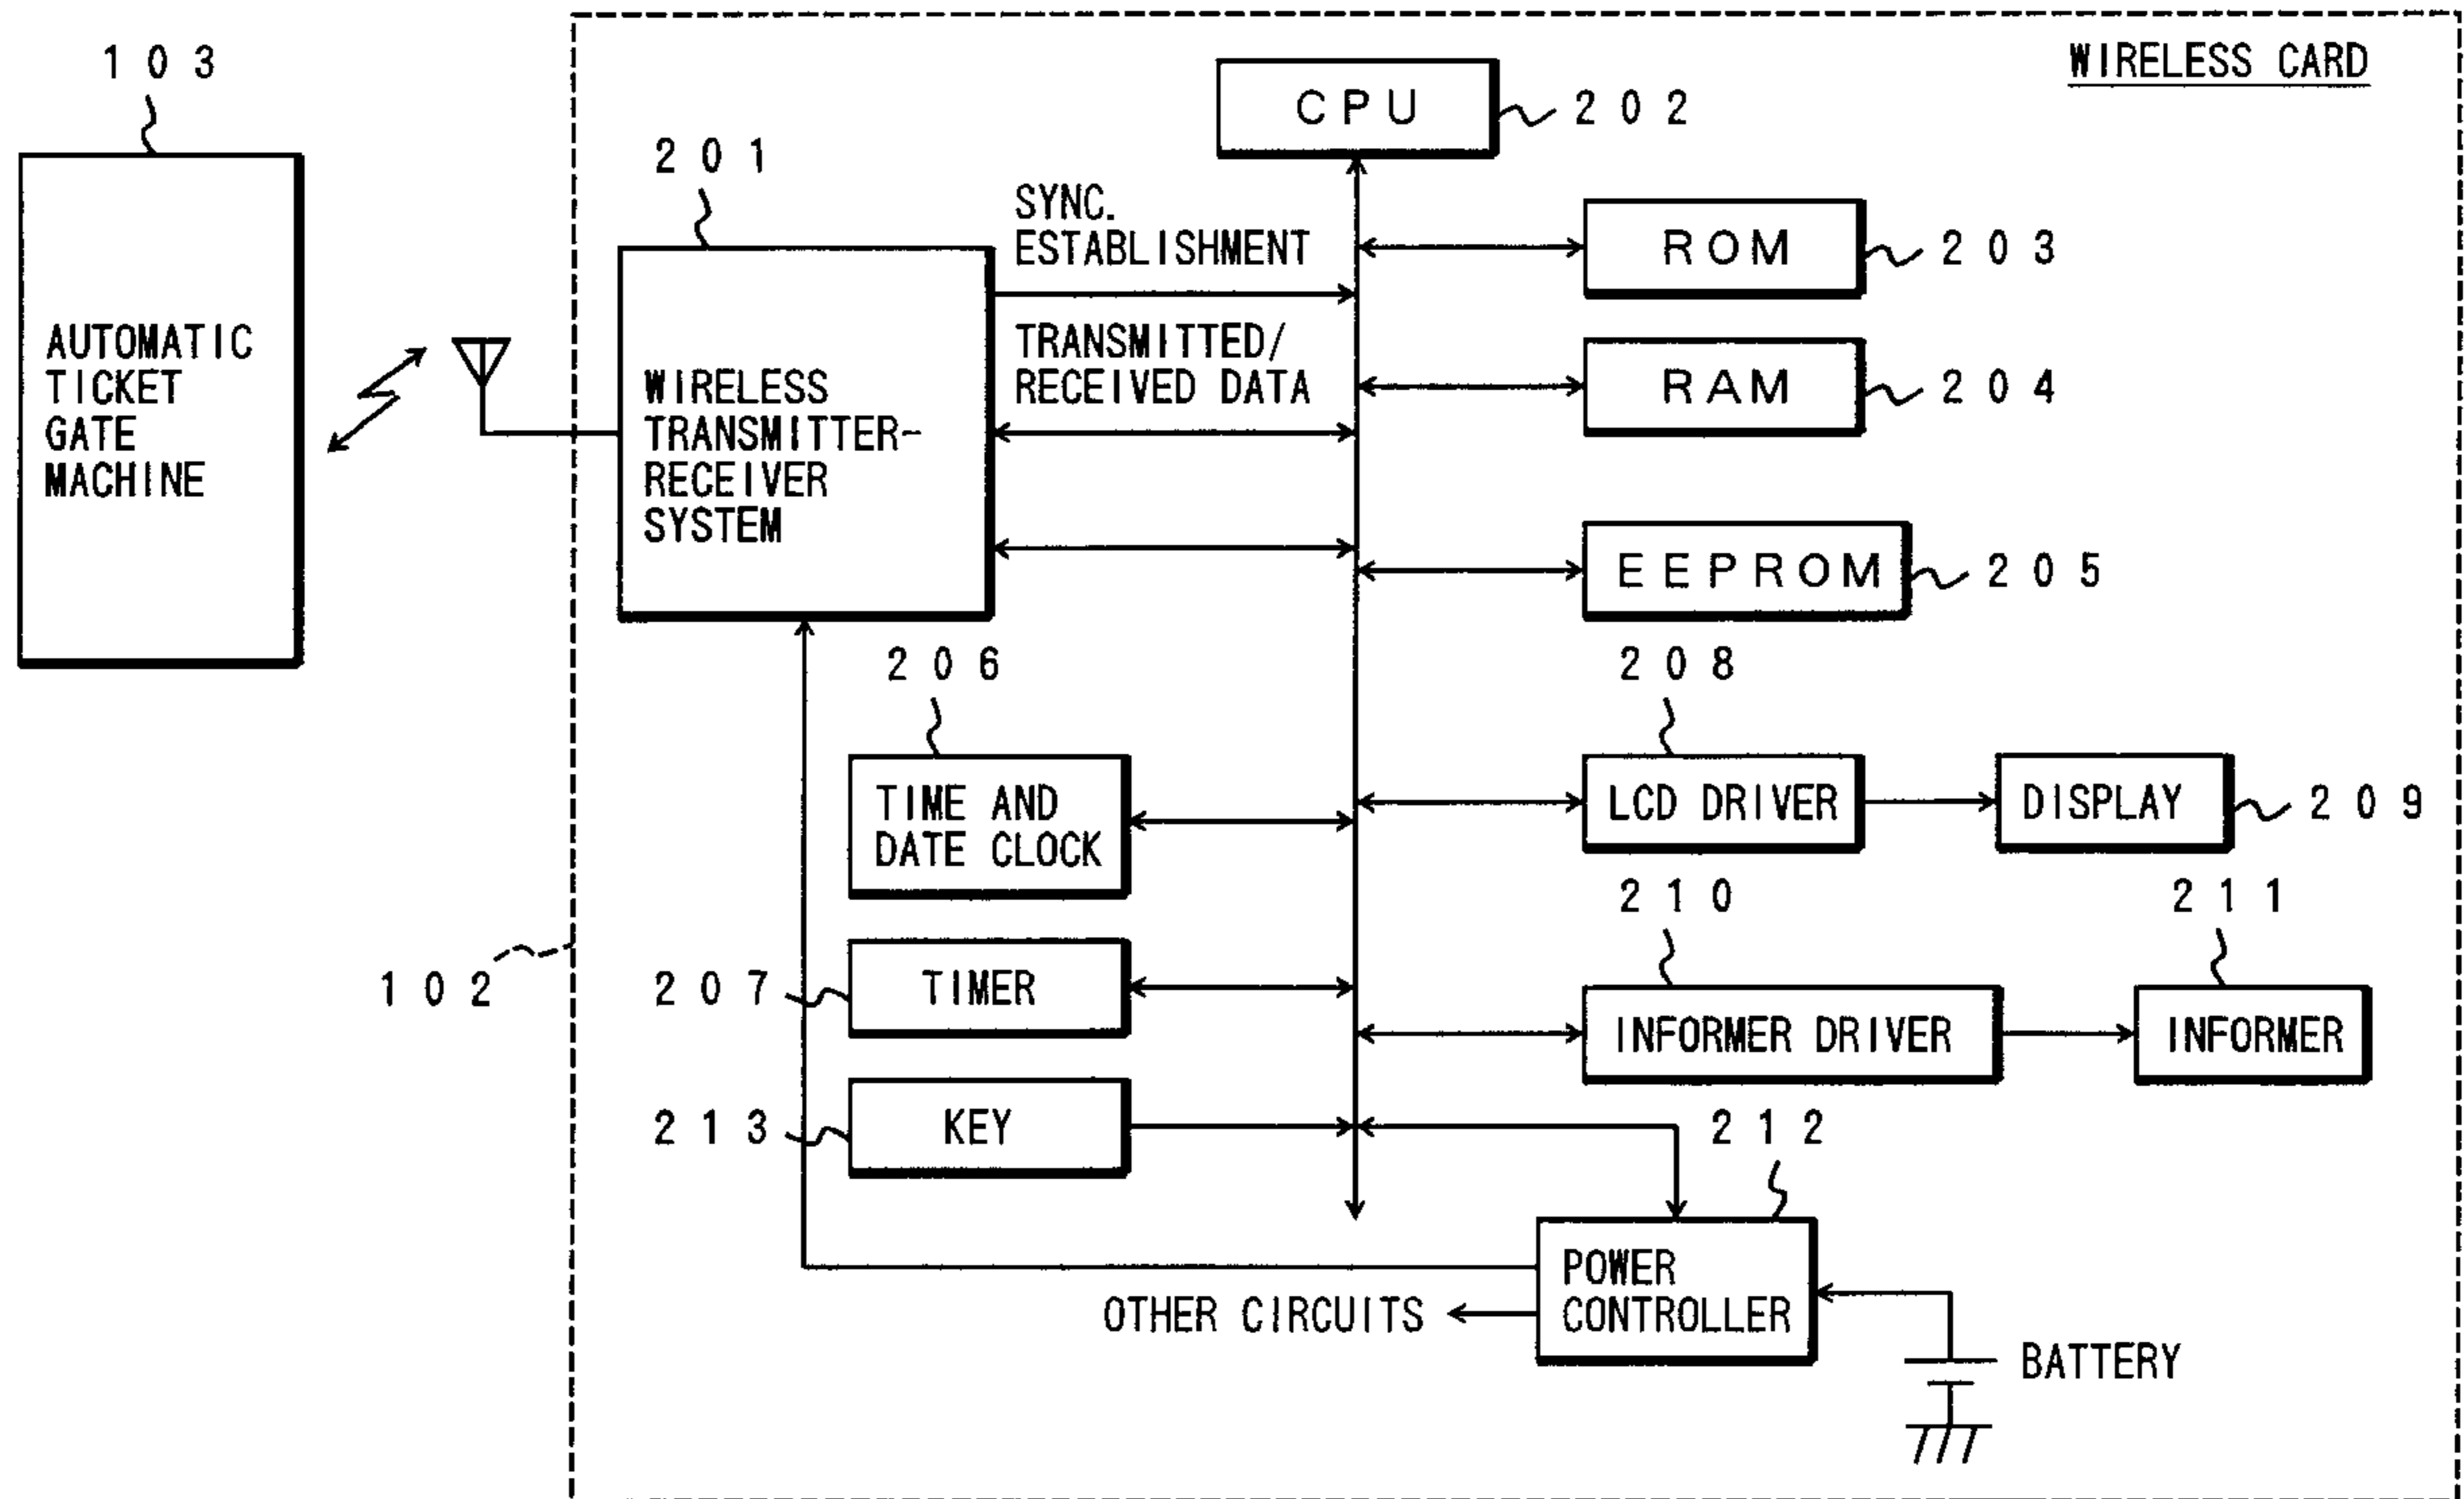 WIRELESS CARD
103
CPU
202
201
SYNC.
ESTABLISHMENT
ROM
203
AUTOMATIC
TICKET
GATE
MACHINE
WIRELESS
TRANSMITTER-
RECEIVER
SYSTEM
TRANSMITTED/
RECEIVED DATA
RAM
204
EEPROM
205
206
208
TIME AND
DATE CLOCK
LCD DRIVER
DISPLAY
209
210
211
102
207
TIMER
INFORMER DRIVER
INFORMER
213
KEY
212
POWER
CONTROLLER
OTHER CIRCUITS
BATTERY